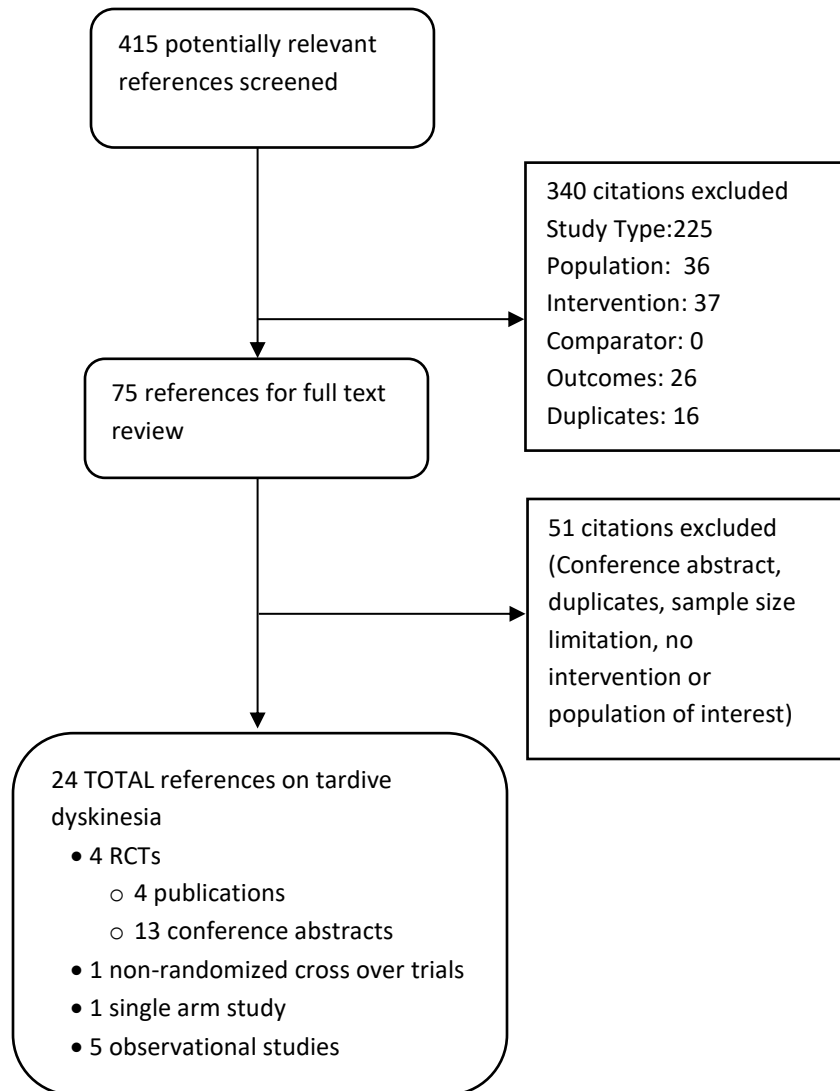 415 potentially relevant
references screened
340 citations excluded
Study Type:225
Population: 36
Intervention: 37
Comparator: 0
Outcomes: 26
Duplicates: 16
75 references for full text
review
51 citations excluded
(Conference abstract,
duplicates, sample size
limitation, no
intervention or
population of interest)
24 TOTAL references on tardive
dyskinesia
• 4 RCTs
o 4 publications
o 13 conference abstracts
• 1 non-randomized cross over trials
• 1 single arm study
• 5 observational studies